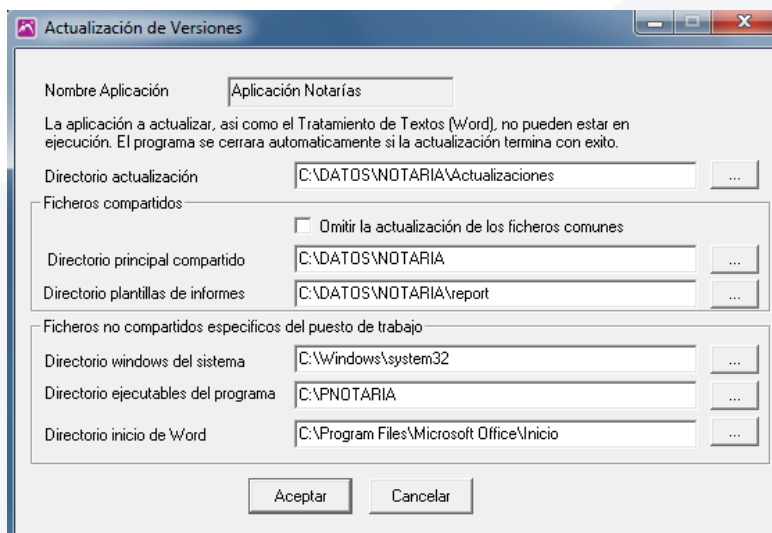 Actualización de Versiones
Nombre Aplicación Aplicación Notarías
La aplicación a actualizar, asi como el Tratamiento de Textos (Word), no pueden estar en
ejecución. El programa se cerrara automaticamente si la actualización termina con exito.
Directorio actualización C:\DATOS\NOTARIA\Actualizaciones ...
Ficheros compartidos
Omitir la actualización de los ficheros comunes
Directorio principal compartido C:\DATOS\NOTARIA ...
Directorio plantillas de informes C:\DATOS\NOTARIA\report ...
Ficheros no compartidos especificos del puesto de trabajo
Directorio windows del sistema C:\Windows\system32 ...
Directorio ejecutables del programa C:\PNOTARIA ...
Directorio inicio de Word C:\Program Files\Microsoft Office\Inicio ...
Aceptar Cancelar